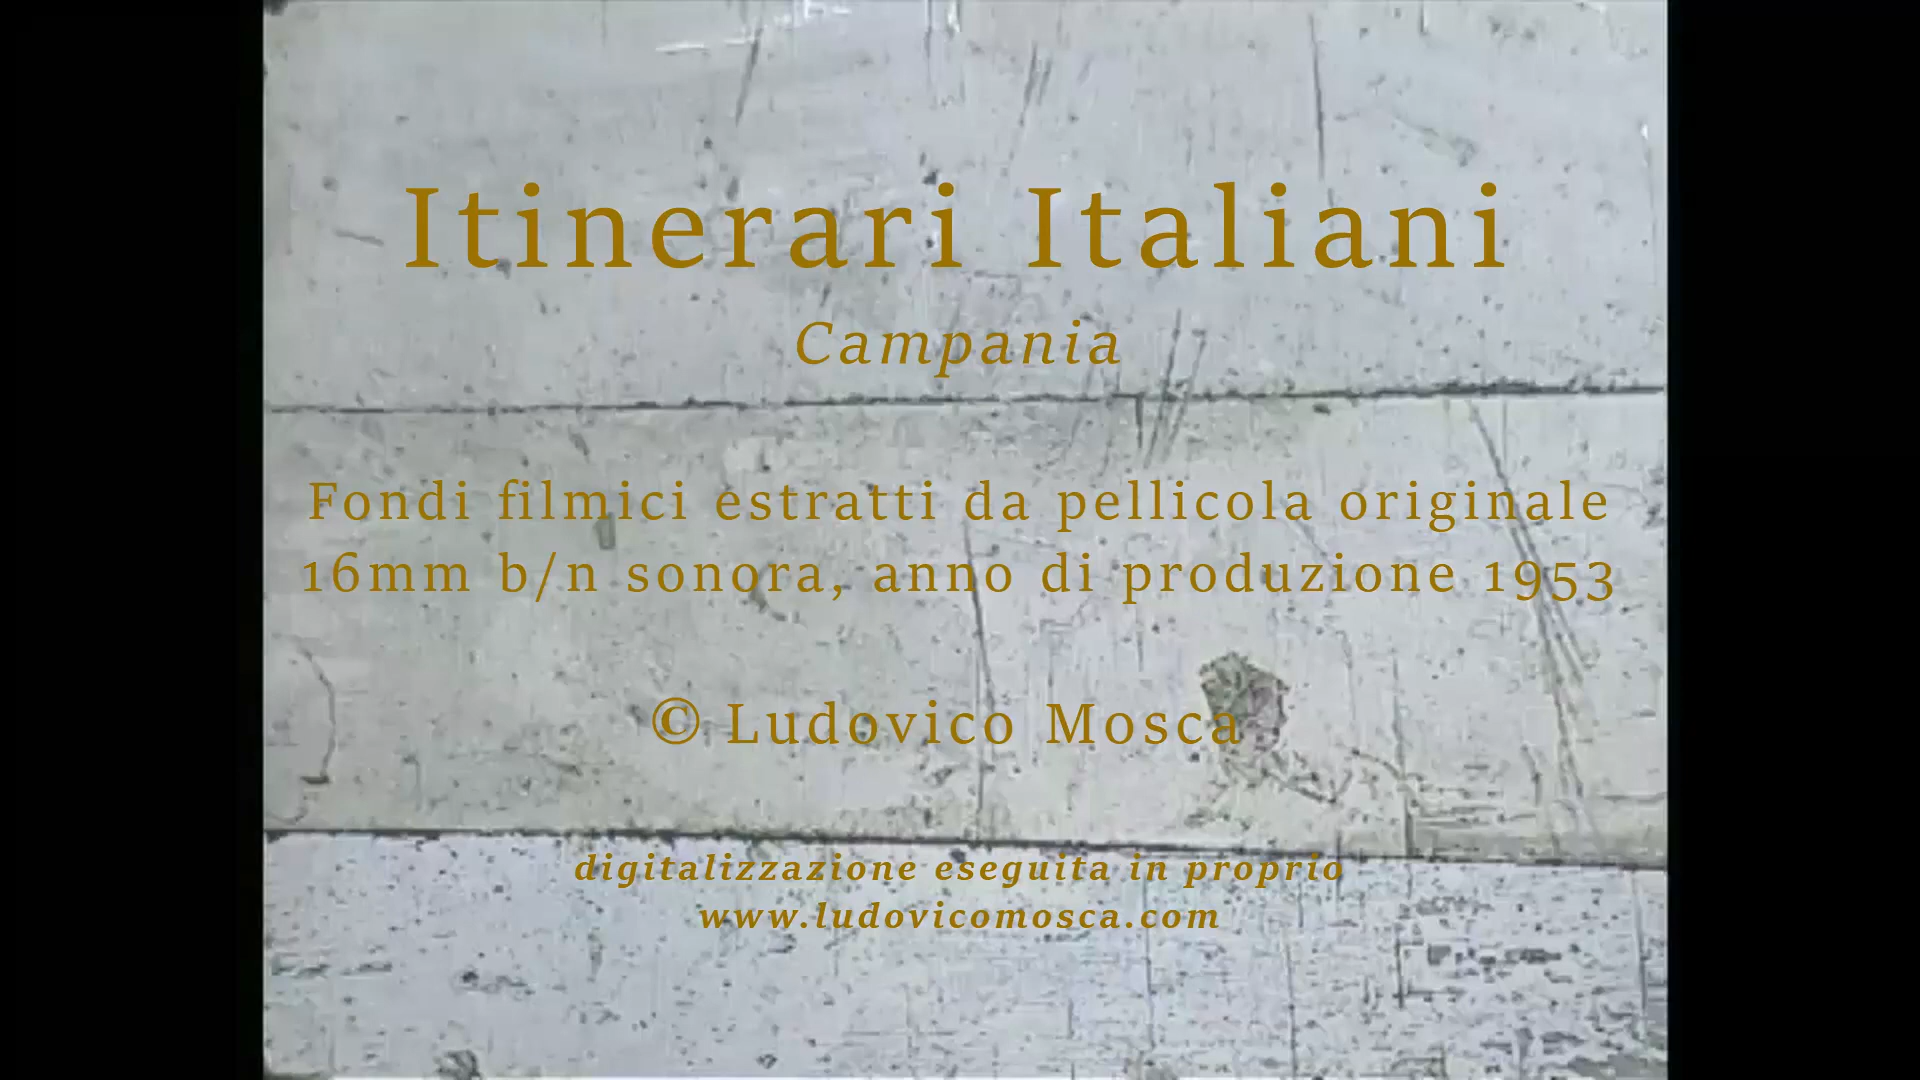 Itinerari Italiani
Campania
Fondi filmici estratti da pellicola originale
16mm b/n sonora, anno di produzione 1953
© Ludovico Mosca
digitalizzazione eseguita in proprio
www.ludovicomosca.com